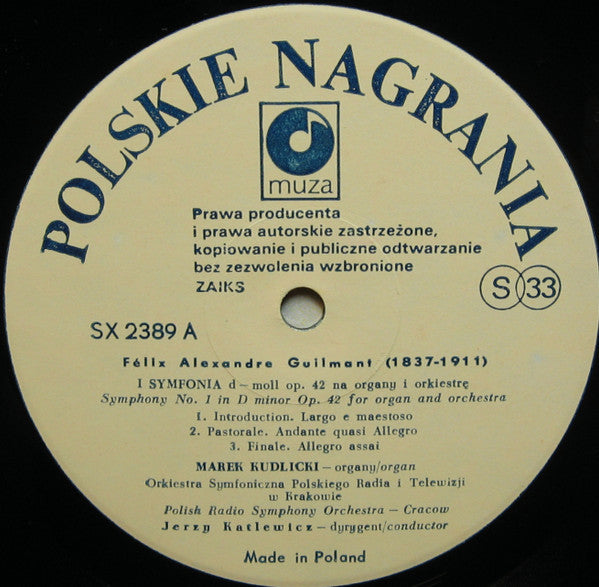 POLSKIE NAGRANIA
muza
Prawa producenta
i prawa autorskie zastrzeżone,
kopiowanie i publiczne odtwarzanie
bez zezwolenia wzbronione
ZAIKS
S 33
SX 2389 A
Félix Alexandre Guilmant (1837-1911)
I SYMFONIA d-moll op. 42 na organy i orkiestrę
Symphony No. 1 in D minor Op. 42 for organ and orchestra
1. Introduction. Largo e maestoso
2. Pastorale. Andante quasi Allegro
3. Finale. Allegro assai
MAREK KUDLICKI – organy/organ
Orkiestra Symfoniczna Polskiego Radia i Telewizji
w Krakowie
Polish Radio Symphony Orchestra – Cracow
Jerzy Katlewicz – dyrygent/conductor
Made in Poland